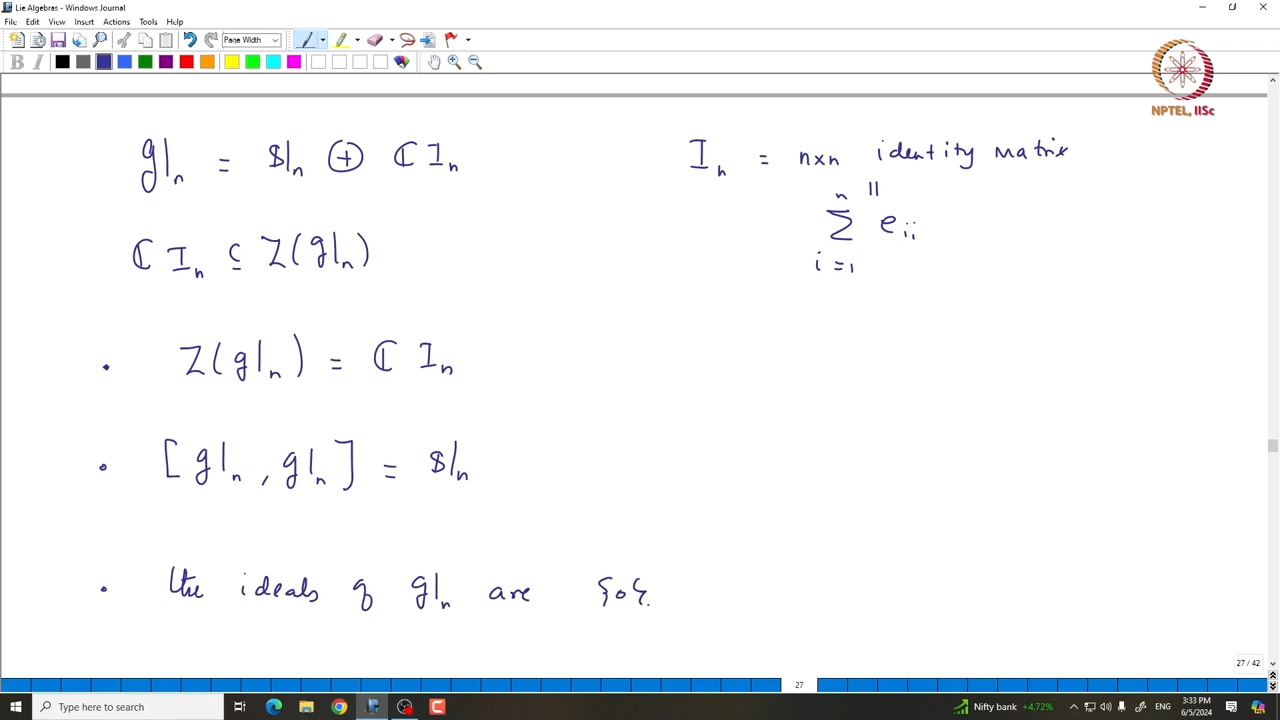 Lie Algebras - Windows Journal
File Edit View Insert Actions Tools Help
Page Width
B I
NPTEL, IISc
gl_n = sl_n ⊕ ℂ I_n
I_n = n×n identity matrix
||
n
∑ e_ii
i=1
ℂ I_n ⊆ Z(gl_n)
• Z(gl_n) = ℂ I_n
• [gl_n, gl_n] = sl_n
• the ideals of gl_n are {0},
27 / 42
27
Type here to search
Nifty bank +4.72%
ENG
3:33 PM
6/5/2024